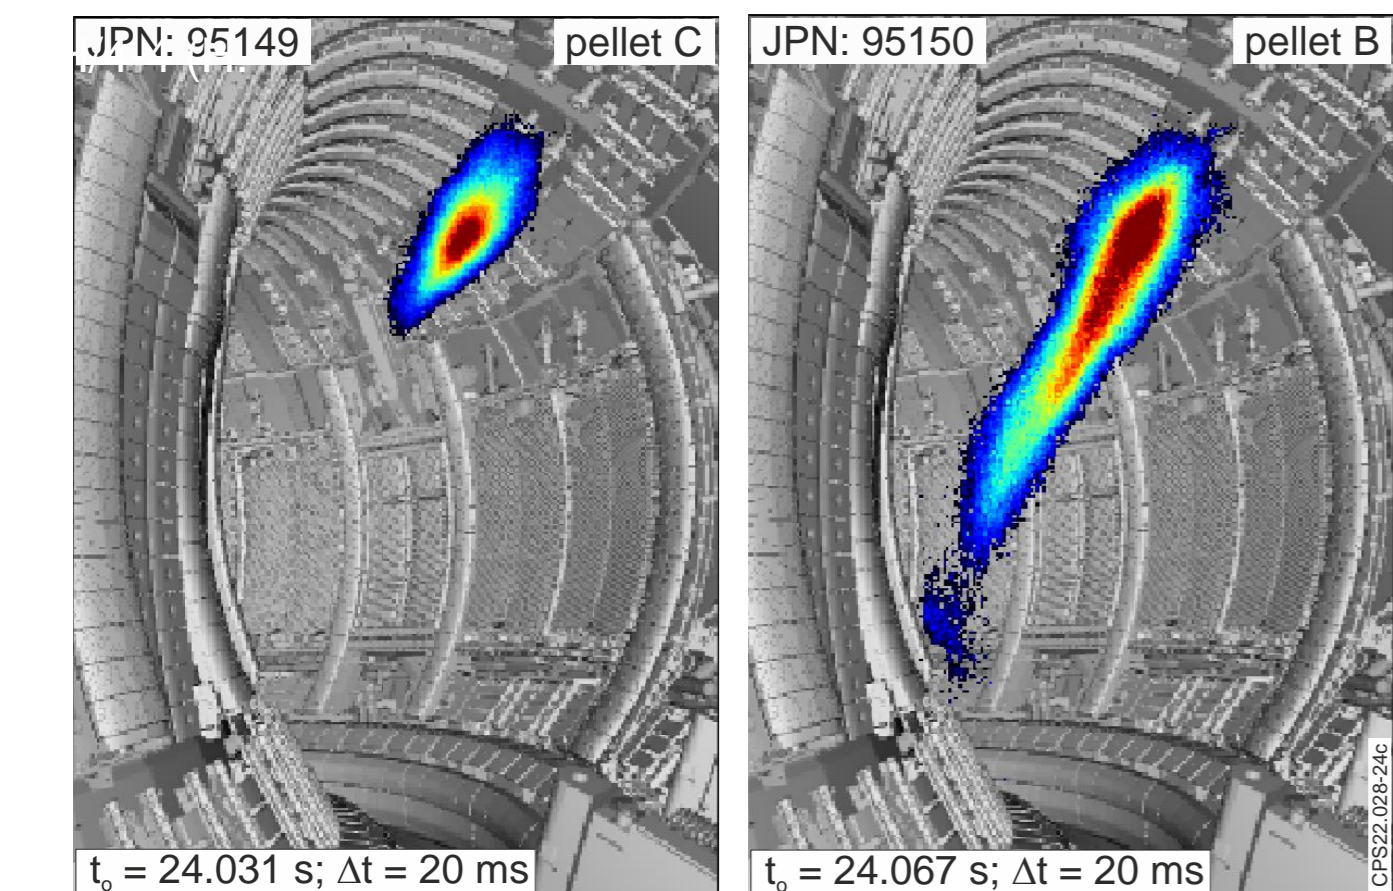 JPN: 95149
pellet C
JPN: 95150
pellet B
t₀ = 24.031 s; Δt = 20 ms
t₀ = 24.067 s; Δt = 20 ms
CPS22.028-24c